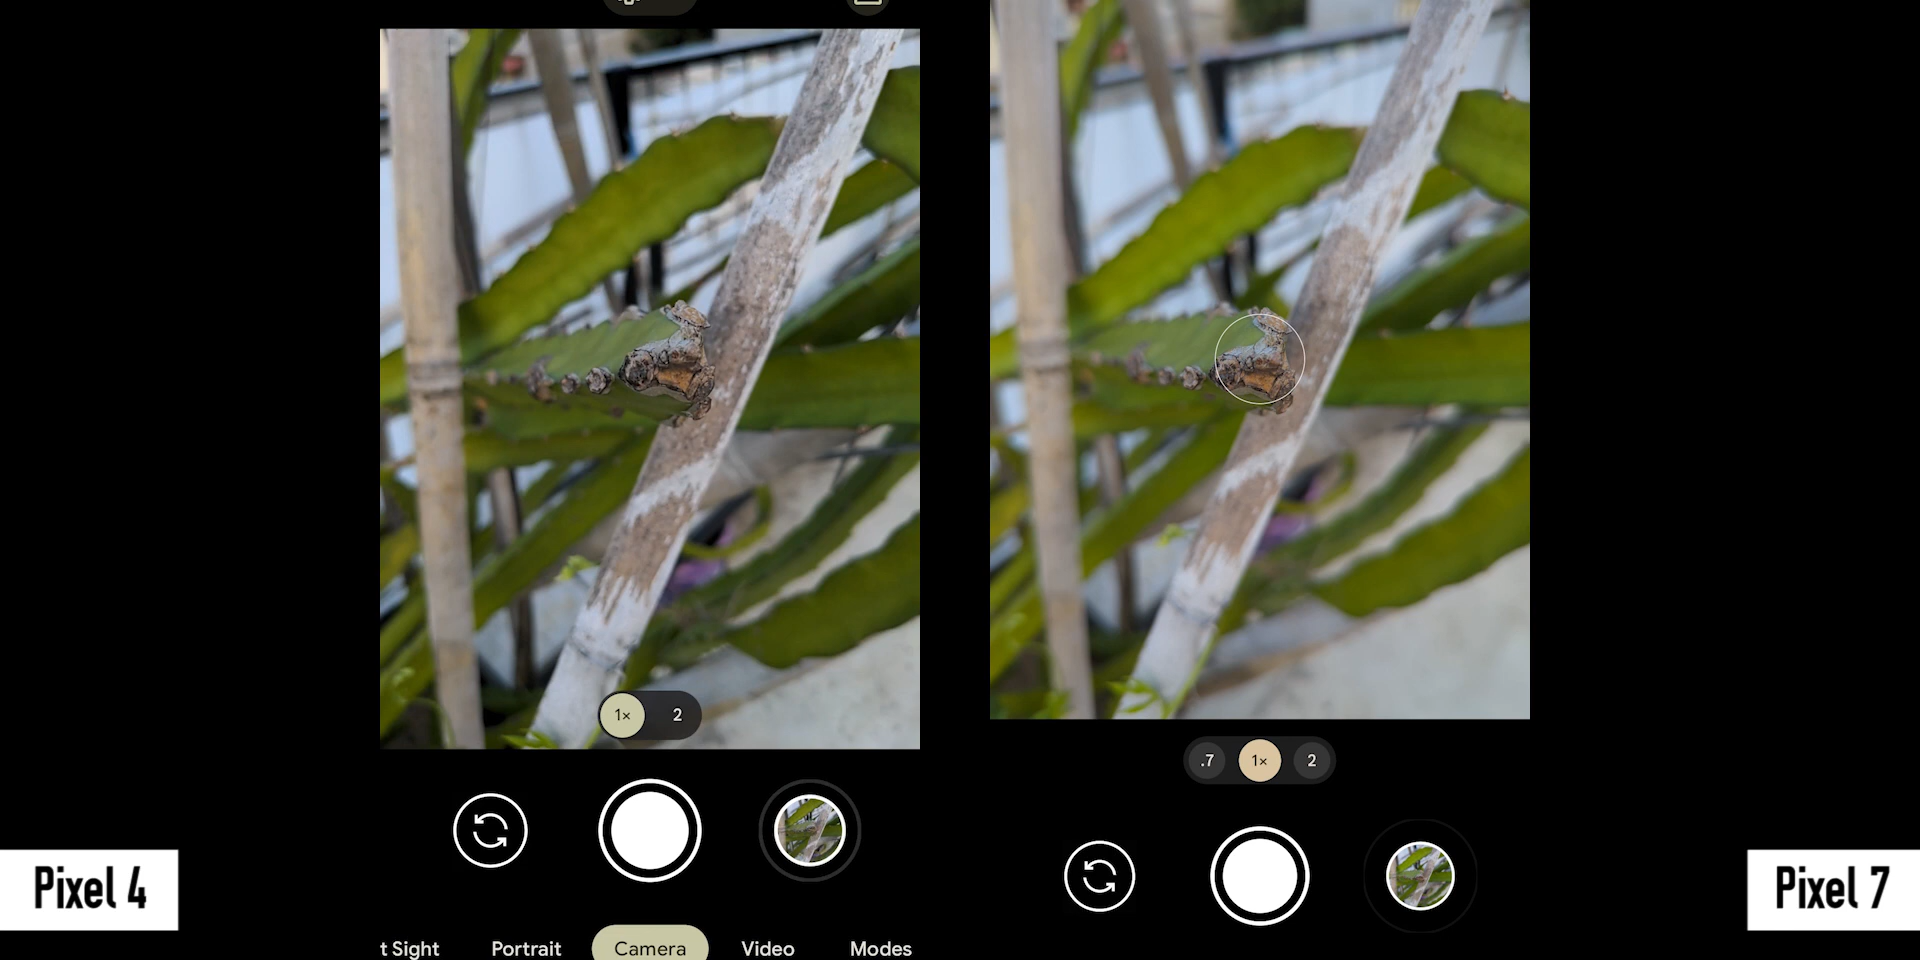 1×
2
.7
1×
2
Pixel 4
Pixel 7
t Sight
Portrait
Camera
Video
Modes